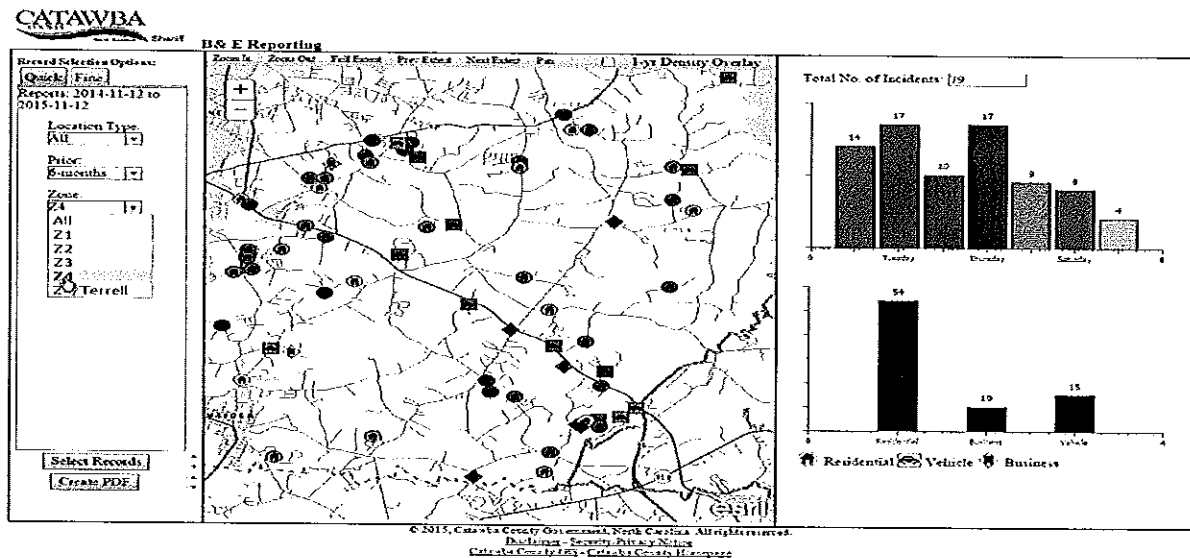 CATAWBA
COUNTY
Sheriff
B& E Reporting
Record Selection Options:
Quick Fine
Reports: 2014-11-12 to
2015-11-12
Location Type:
All
Prior:
6-months
Zone:
Z4
All
Z1
Z2
Z3
Z4
Terrell
Select Records
Create PDF
Zoom In Zoom Out Full Extent Prev Extent Next Extent Pan 1-yr Density Overlay
+
−
esri
Total No. of Incidents:
14
17
10
17
9
8
4
Tuesday Thursday Saturday
54
10
15
Residential Business Vehicle
Residential Vehicle Business
© 2015, Catawba County Government, North Carolina. All rights reserved.
Disclaimer - Security/Privacy Notice
Catawba County GIS - Catawba County Homepage